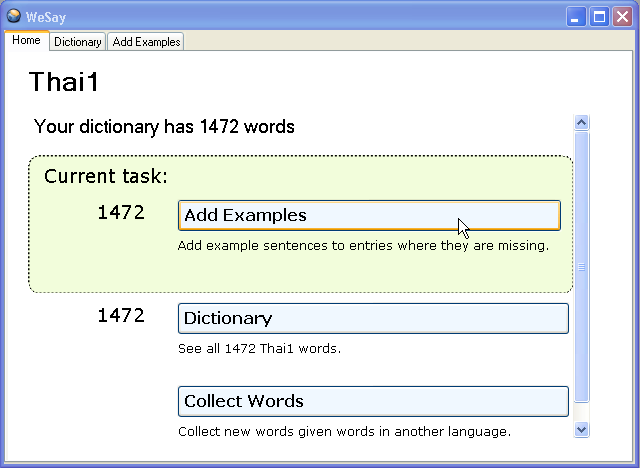 WeSay
Home Dictionary Add Examples
Thai1
Your dictionary has 1472 words
Current task:
1472 Add Examples
Add example sentences to entries where they are missing.
1472 Dictionary
See all 1472 Thai1 words.
Collect Words
Collect new words given words in another language.